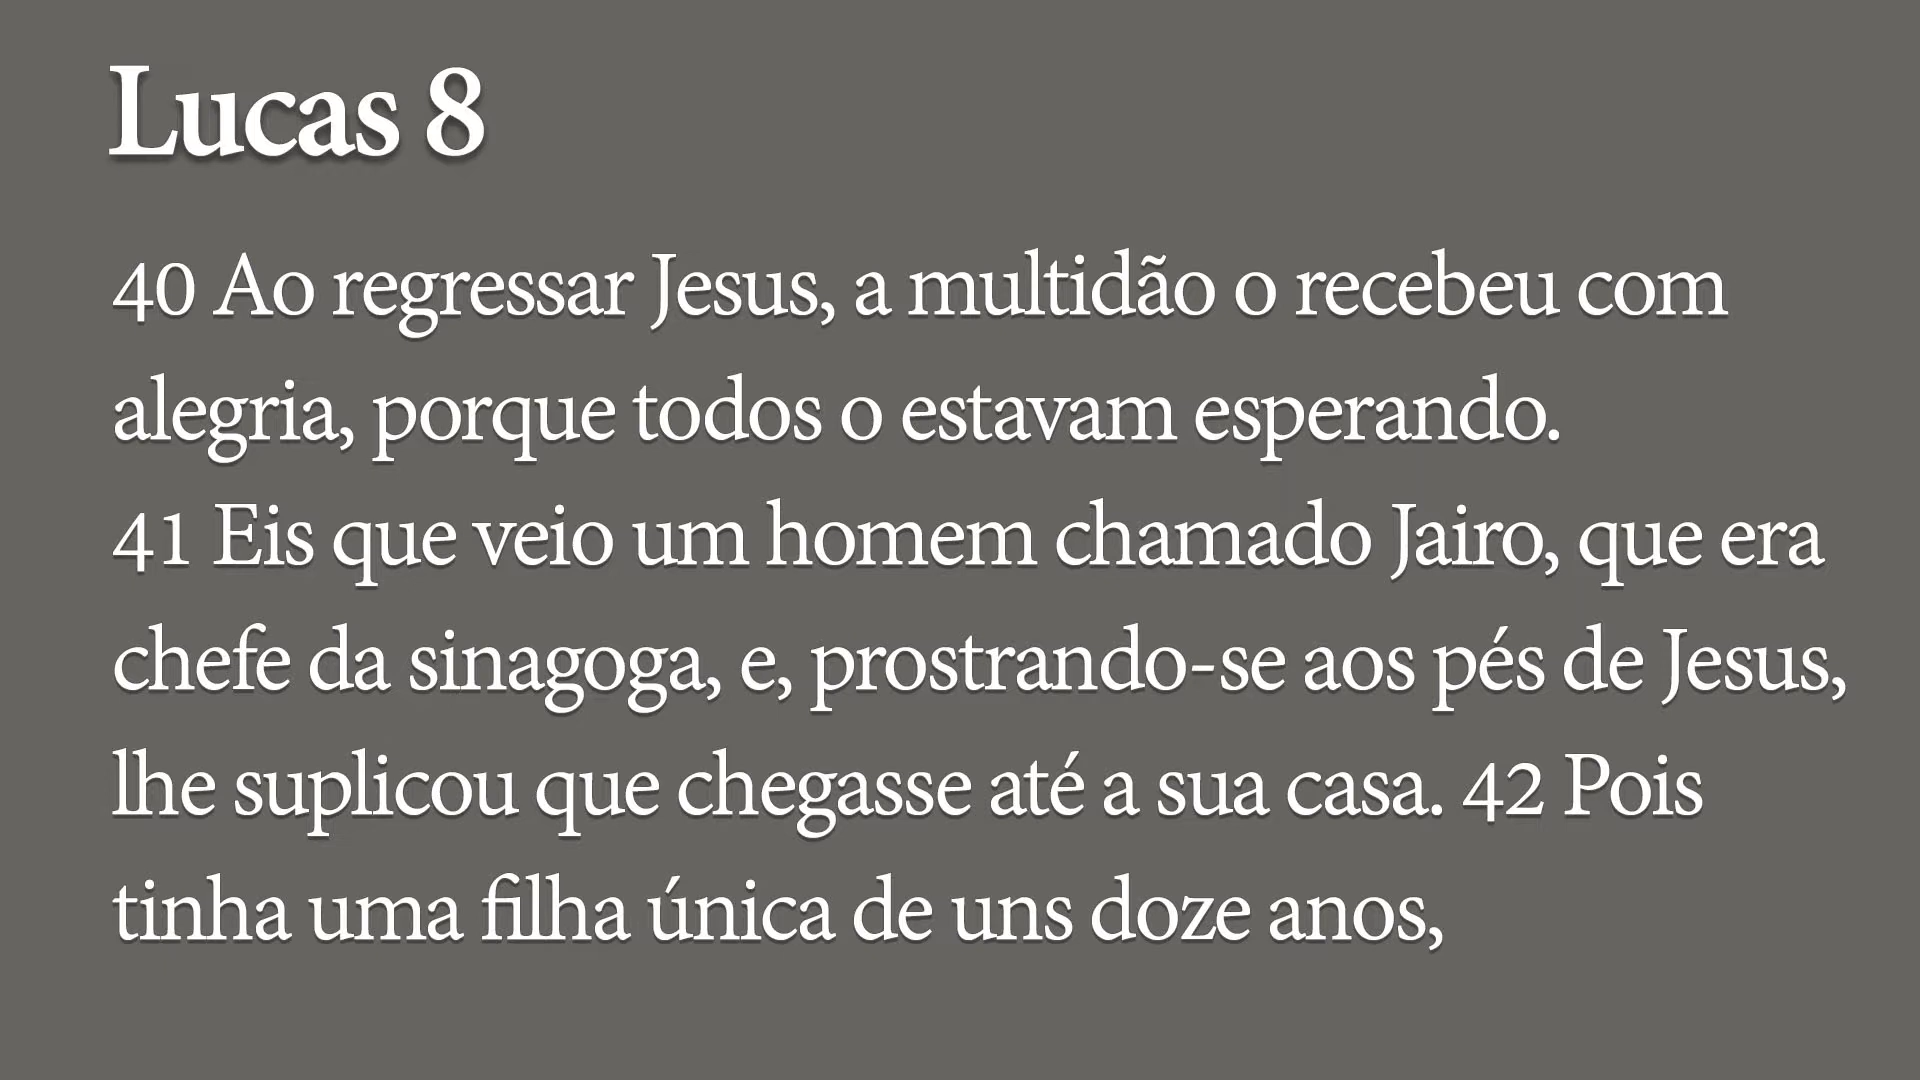 Lucas 8
40 Ao regressar Jesus, a multidão o recebeu com
alegria, porque todos o estavam esperando.
41 Eis que veio um homem chamado Jairo, que era
chefe da sinagoga, e, prostrando-se aos pés de Jesus,
lhe suplicou que chegasse até a sua casa. 42 Pois
tinha uma filha única de uns doze anos,